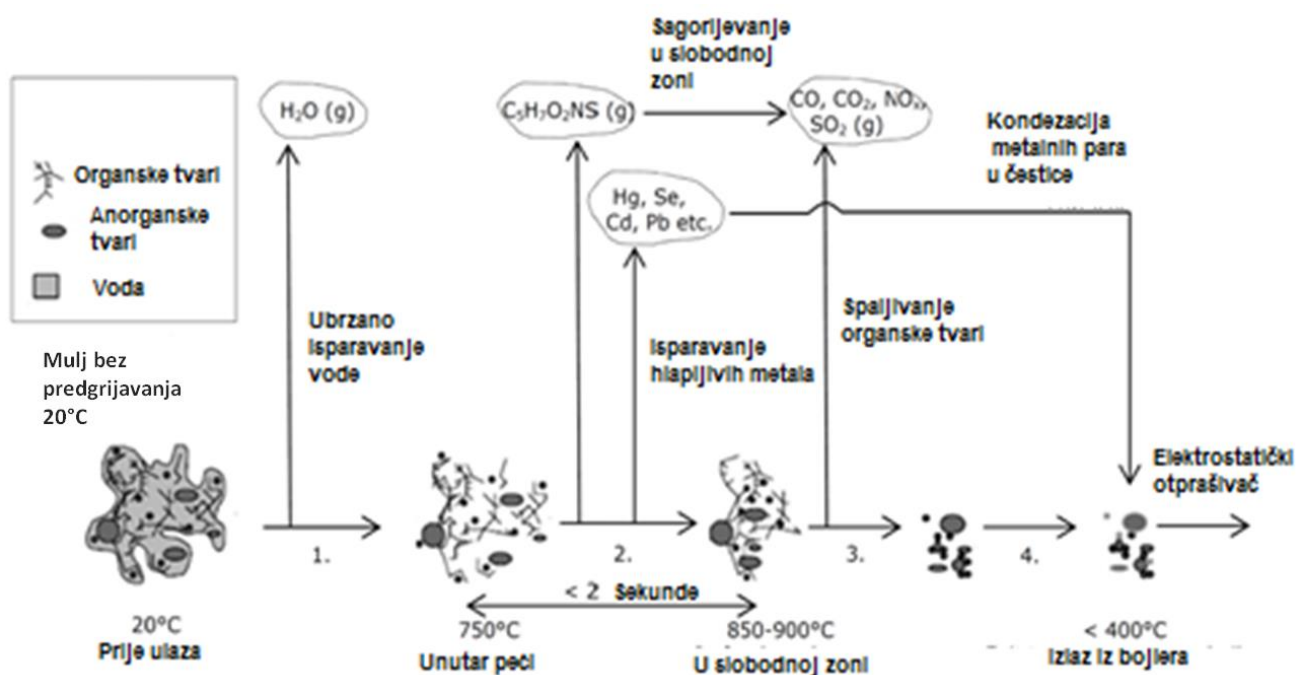 Organske tvari
Anorganske
tvari
Voda
Mulj bez
predgrijavanja
20°C
H₂O (g)
Ubrzano
isparavanje
vode
C₅H₇O₂NS (g)
Sagorijevanje
u slobodnoj
zoni
CO, CO₂, NOₓ,
SO₂ (g)
Hg, Se,
Cd, Pb etc.
Kondezacija
metalnih para
u čestice
Isparavanje
hlapljivih metala
Spaljivanje
organske tvari
Elektrostatički
otprašivač
1.
2.
3.
4.
< 2 sekunde
20°C
Prije ulaza
750°C
Unutar peći
850-900°C
U slobodnoj zoni
< 400°C
Izlaz iz bojlera